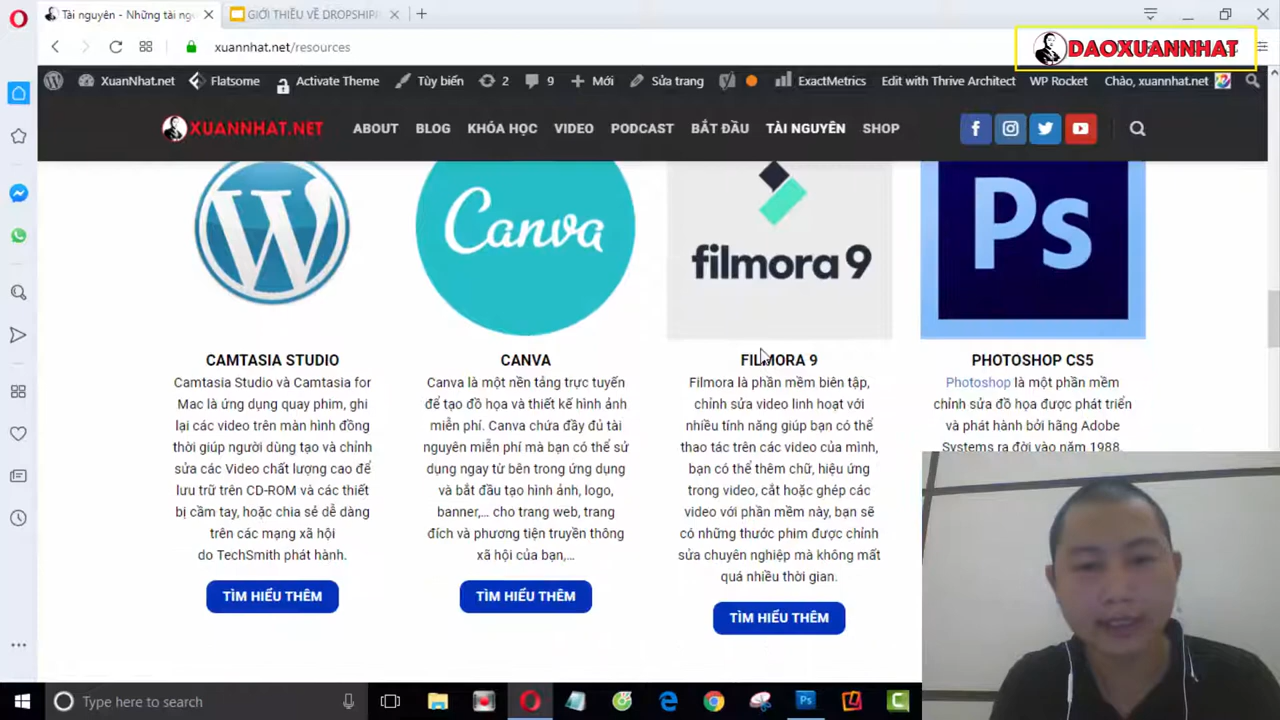 Tài nguyên - Những tài ng
GIỚI THIỆU VỀ DROPSHIP
xuannhat.net/resources
DAOXUANNHAT
XuanNhat.net
Flatsome
Activate Theme
Tùy biến
2
9
Mới
Sửa trang
ExactMetrics
Edit with Thrive Architect
WP Rocket
Chào, xuannhat.net
XUANNHAT.NET
ABOUT
BLOG
KHÓA HỌC
VIDEO
PODCAST
BẮT ĐẦU
TÀI NGUYÊN
SHOP
W
Canva
filmora 9
Ps
CAMTASIA STUDIO
Camtasia Studio và Camtasia for
Mac là ứng dụng quay phim, ghi
lại các video trên màn hình đồng
thời giúp người dùng tạo và chỉnh
sửa các Video chất lượng cao để
lưu trữ trên CD-ROM và các thiết
bị cầm tay, hoặc chia sẻ dễ dàng
trên các mạng xã hội
do TechSmith phát hành.
TÌM HIỂU THÊM
CANVA
Canva là một nền tảng trực tuyến
để tạo đồ họa và thiết kế hình ảnh
miễn phí. Canva chứa đầy đủ tài
nguyên miễn phí mà bạn có thể sử
dụng ngay từ bên trong ứng dụng
và bắt đầu tạo hình ảnh, logo,
banner,... cho trang web, trang
đích và phương tiện truyền thông
xã hội của bạn,...
TÌM HIỂU THÊM
FILMORA 9
Filmora là phần mềm biên tập,
chỉnh sửa video linh hoạt với
nhiều tính năng giúp bạn có thể
thao tác trên các video của mình,
bạn có thể thêm chữ, hiệu ứng
trong video, cắt hoặc ghép các
video với phần mềm này, bạn sẽ
có những thước phim được chỉnh
sửa chuyên nghiệp mà không mất
quá nhiều thời gian.
TÌM HIỂU THÊM
PHOTOSHOP CS5
Photoshop là một phần mềm
chỉnh sửa đồ họa được phát triển
và phát hành bởi hãng Adobe
Systems ra đời vào năm 1988.
Type here to search